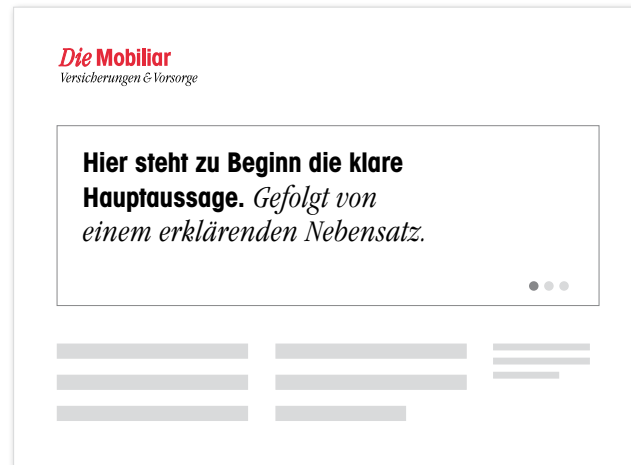 Die Mobiliar
Versicherungen & Vorsorge
Hier steht zu Beginn die klare
Hauptaussage. Gefolgt von
einem erklärenden Nebensatz.